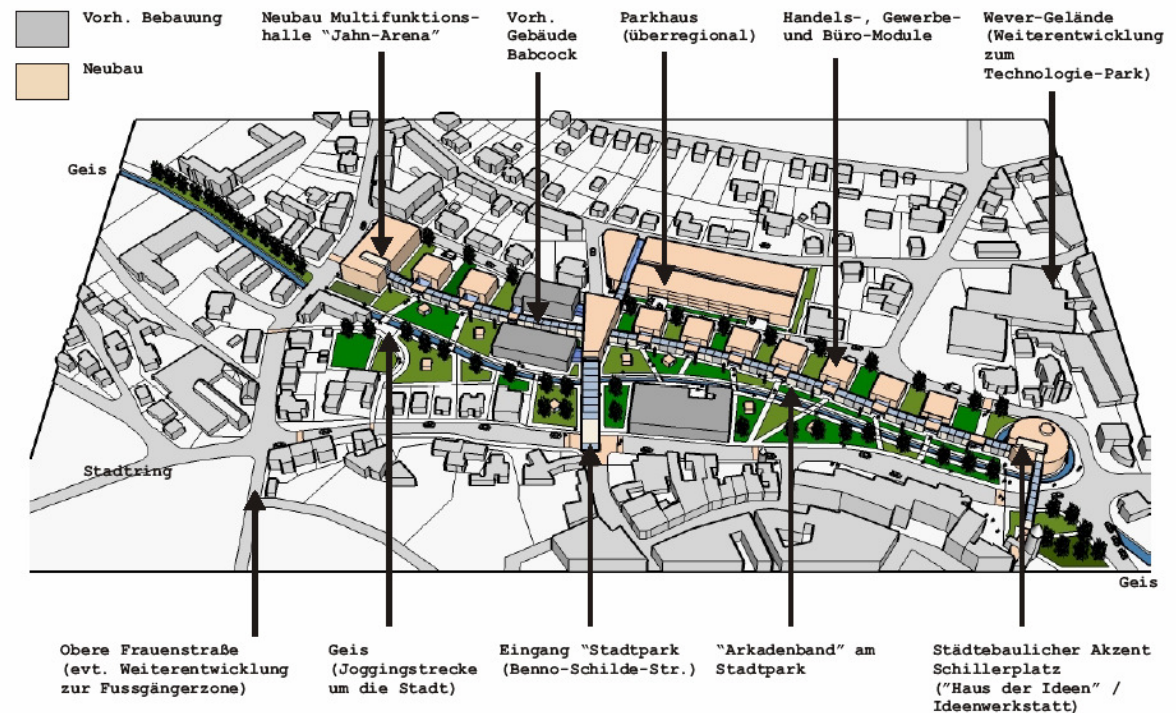 Vorh. Bebauung
Neubau
Neubau Multifunktions-
halle "Jahn-Arena"
Vorh.
Gebäude
Babcock
Parkhaus
(überregional)
Handels-, Gewerbe-
und Büro-Module
Wever-Gelände
(Weiterentwicklung
zum
Technologie-Park)
Geis
Stadtring
Geis
Obere Frauenstraße
(evt. Weiterentwicklung
zur Fussgängerzone)
Geis
(Joggingstrecke
um die Stadt)
Eingang "Stadtpark
(Benno-Schilde-Str.)
"Arkadenband" am
Stadtpark
Städtebaulicher Akzent
Schillerplatz
("Haus der Ideen" /
Ideenwerkstatt)